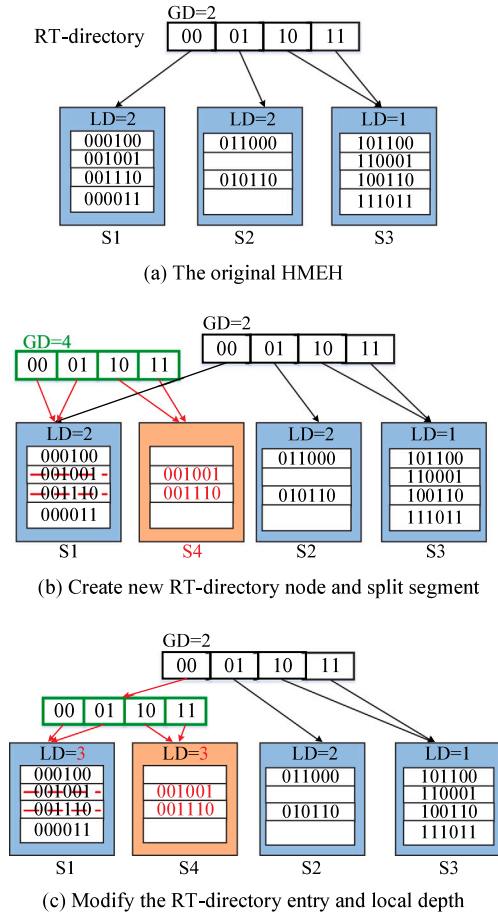 GD=2
RT-directory 00 01 10 11
LD=2 LD=2 LD=1
000100 011000 101100
001001 110001
001110 010110 100110
000011 111011
S1 S2 S3
(a) The original HMEH
GD=2
GD=4
00 01 10 11
00 01 10 11
LD=2 LD=2 LD=1
000100 011000 101100
001001 001001 110001
001110 001110 010110 100110
000011 111011
S1 S4 S2 S3
(b) Create new RT-directory node and split segment
GD=2
00 01 10 11
00 01 10 11
LD=3 LD=3 LD=2 LD=1
000100 011000 101100
001001 001001 110001
001110 001110 010110 100110
000011 111011
S1 S4 S2 S3
(c) Modify the RT-directory entry and local depth